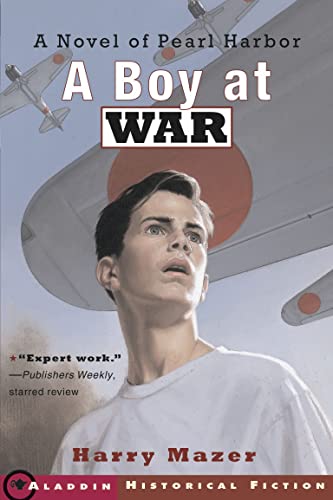 A Novel of Pearl Harbor
A Boy at
WAR
★“Expert work.”
—Publishers Weekly,
starred review
Harry Mazer
Aladdin Historical Fiction